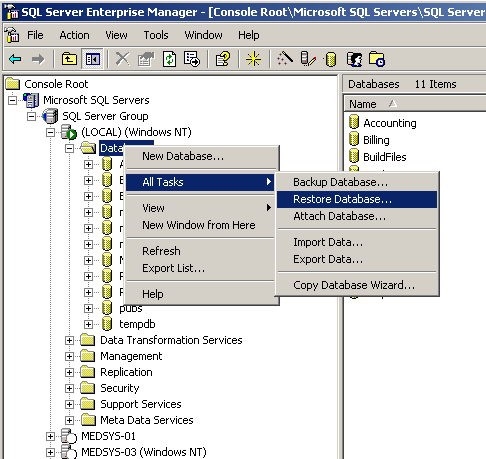 SQL Server Enterprise Manager - [Console Root\Microsoft SQL Servers\SQL Server
File Action View Tools Window Help
Console Root
Microsoft SQL Servers
SQL Server Group
(LOCAL) (Windows NT)
New Database...
All Tasks
View
New Window from Here
Refresh
Export List...
Help
Backup Database...
Restore Database...
Attach Database...
Import Data...
Export Data...
Copy Database Wizard...
pubs
tempdb
Data Transformation Services
Management
Replication
Security
Support Services
Meta Data Services
MEDSYS-01
MEDSYS-03 (Windows NT)
Databases 11 Items
Name
Accounting
Billing
BuildFiles